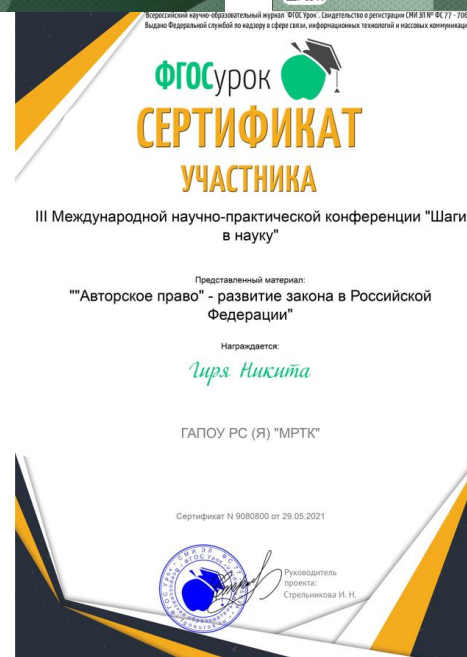 Всероссийский научно-образовательный журнал "ФГОС Урок". Свидетельство о регистрации СМИ ЭЛ № ФС 77 - 706
Выдано Федеральной службой по надзору в сфере связи, информационных технологий и массовых коммуникаци
ФГОСурок
СЕРТИФИКАТ
УЧАСТНИКА
III Международной научно-практической конференции "Шаги
в науку"
Представленный материал:
""Авторское право" - развитие закона в Российской
Федерации"
Награждается:
Гиря Никита
ГАПОУ РС (Я) "МРТК"
Сертификат N 9080800 от 29.05.2021
Руководитель
проекта:
Стрельникова И. Н.